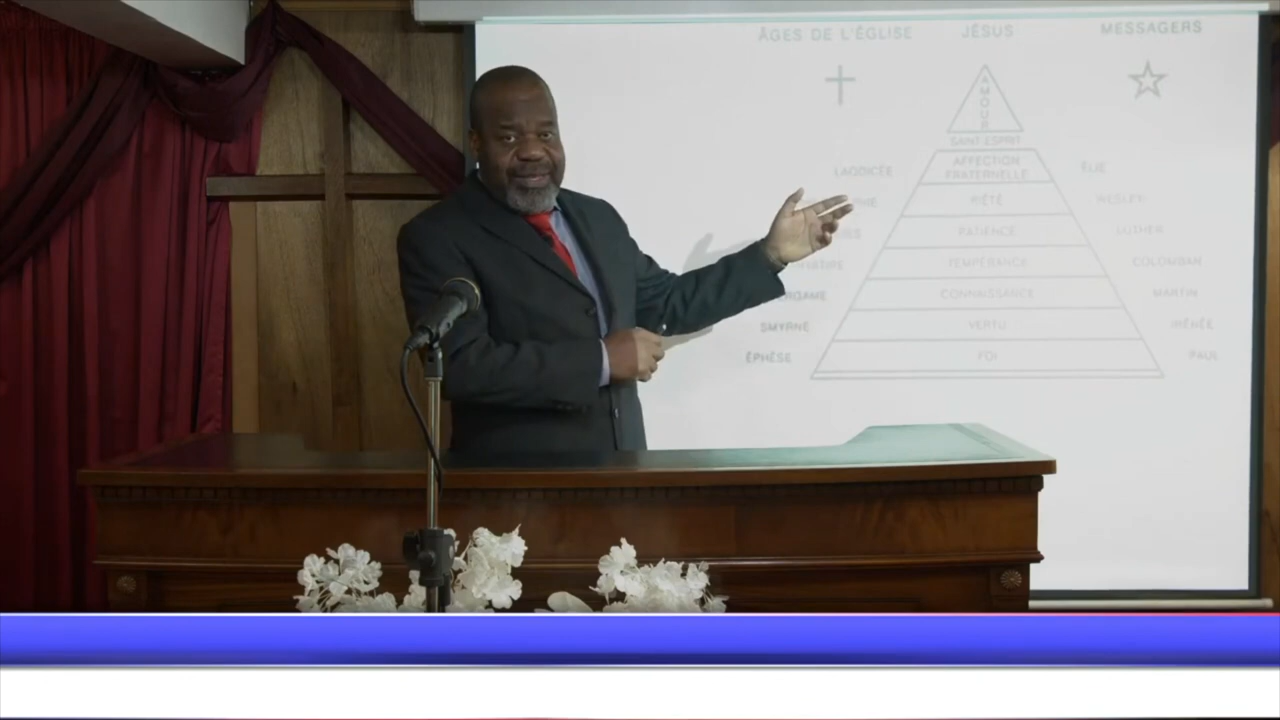 ÂGES DE L'ÉGLISE JÉSUS MESSAGERS
AMOUR
SAINT-ESPRIT
LAODICÉE AFFECTION FRATERNELLE ÉLIE
PIÉTÉ WESLEY
PATIENCE LUTHER
TEMPÉRANCE COLOMBAN
CONNAISSANCE MARTIN
SMYRNE VERTU IRÉNÉE
ÉPHÈSE FOI PAUL